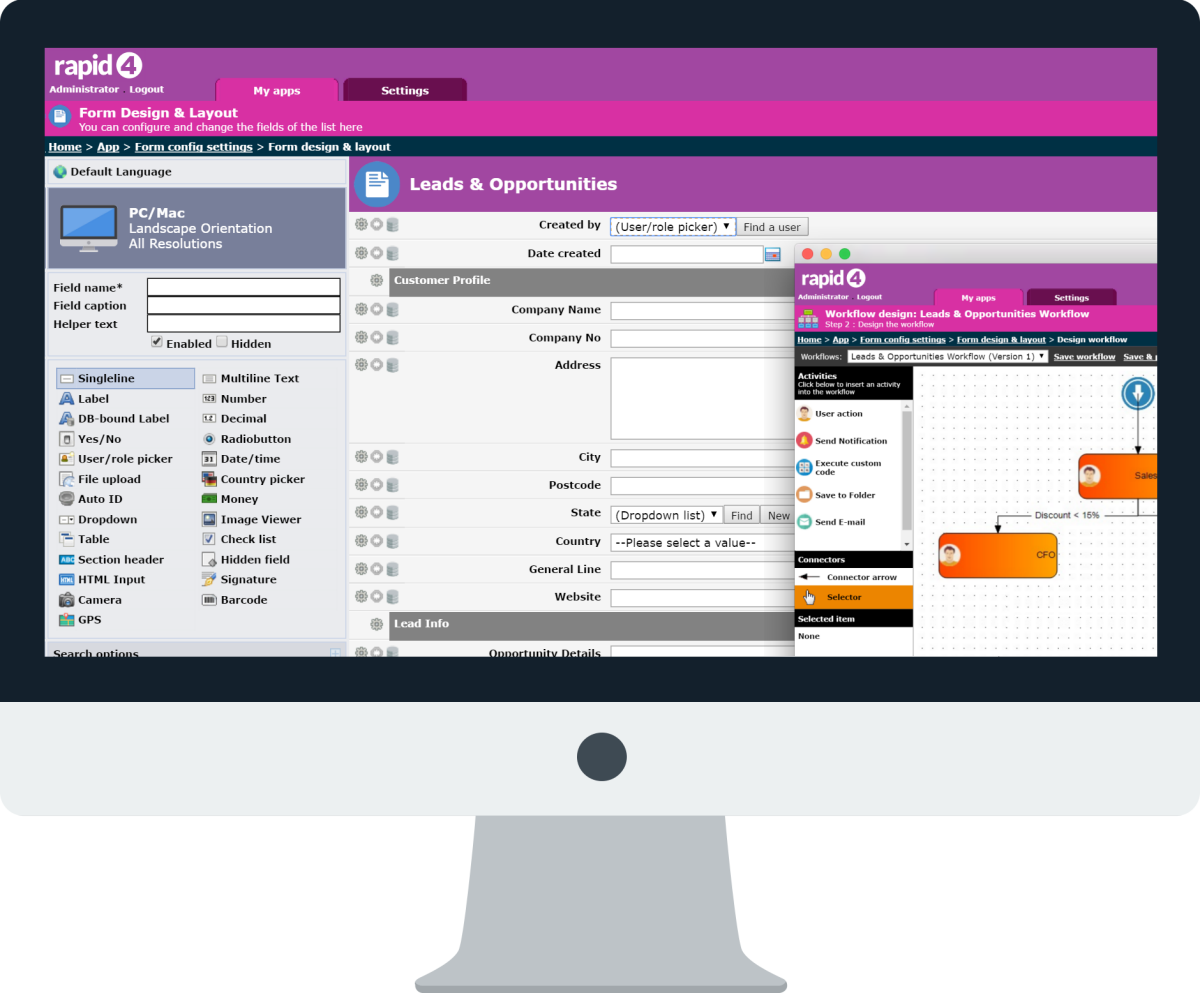 rapid 4
Administrator . Logout
My apps
Settings
Form Design & Layout
You can configure and change the fields of the list here
Home > App > Form config settings > Form design & layout
Default Language
PC/Mac
Landscape Orientation
All Resolutions
Field name*
Field caption
Helper text
Enabled
Hidden
Singleline
Multiline Text
Label
Number
DB-bound Label
Decimal
Yes/No
Radiobutton
User/role picker
Date/time
File upload
Country picker
Auto ID
Money
Dropdown
Image Viewer
Table
Check list
Section header
Hidden field
HTML Input
Signature
Camera
Barcode
GPS
Search options
Leads & Opportunities
Created by
(User/role picker)
Find a user
Date created
Customer Profile
Company Name
Company No
Address
City
Postcode
State
(Dropdown list)
Find
New
Country
--Please select a value--
General Line
Website
Lead Info
Opportunity Details
rapid 4
Administrator . Logout
My apps
Settings
Workflow design: Leads & Opportunities Workflow
Step 2 : Design the workflow
Home > App > Form config settings > Form design & layout > Design workflow
Workflows:
Leads & Opportunities Workflow (Version 1)
Save workflow
Save &
Activities
Click below to insert an activity
into the workflow
User action
Send Notification
Execute custom
code
Save to Folder
Send E-mail
Connectors
Connector arrow
Selector
Selected item
None
Sales
Discount < 15%
CFO